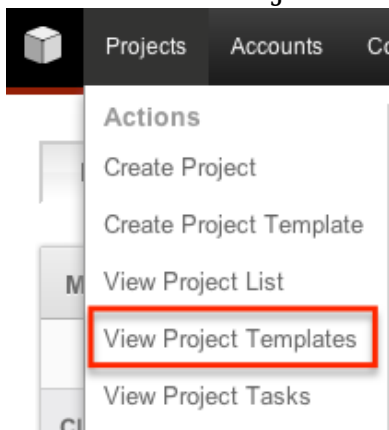 Projects Accounts
Actions
Create Project
Create Project Template
View Project List
View Project Templates
View Project Tasks